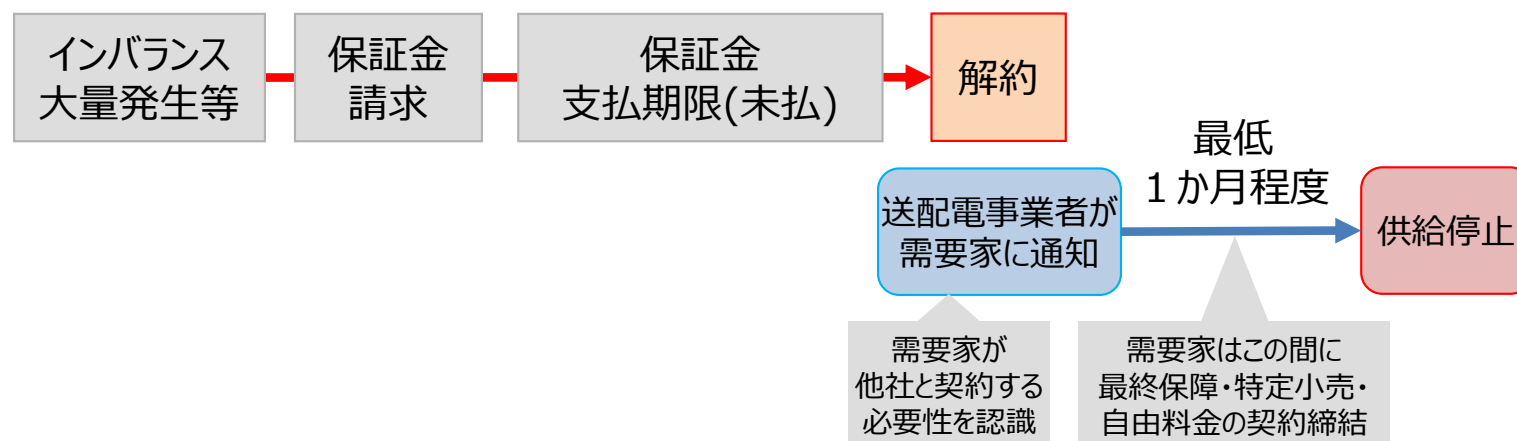 インバランス
大量発生等
保証金
請求
保証金
支払期限(未払)
解約
最低
１か月程度
送配電事業者が
需要家に通知
供給停止
需要家が
他社と契約する
必要性を認識
需要家はこの間に
最終保障・特定小売・
自由料金の契約締結